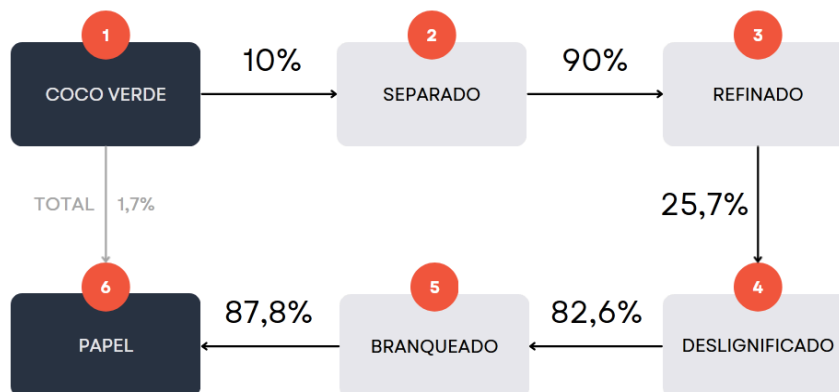 1
2
3
COCO VERDE
10%
SEPARADO
90%
REFINADO
TOTAL 1,7%
25,7%
6
5
4
PAPEL
87,8%
BRANQUEADO
82,6%
DESLIGNIFICADO